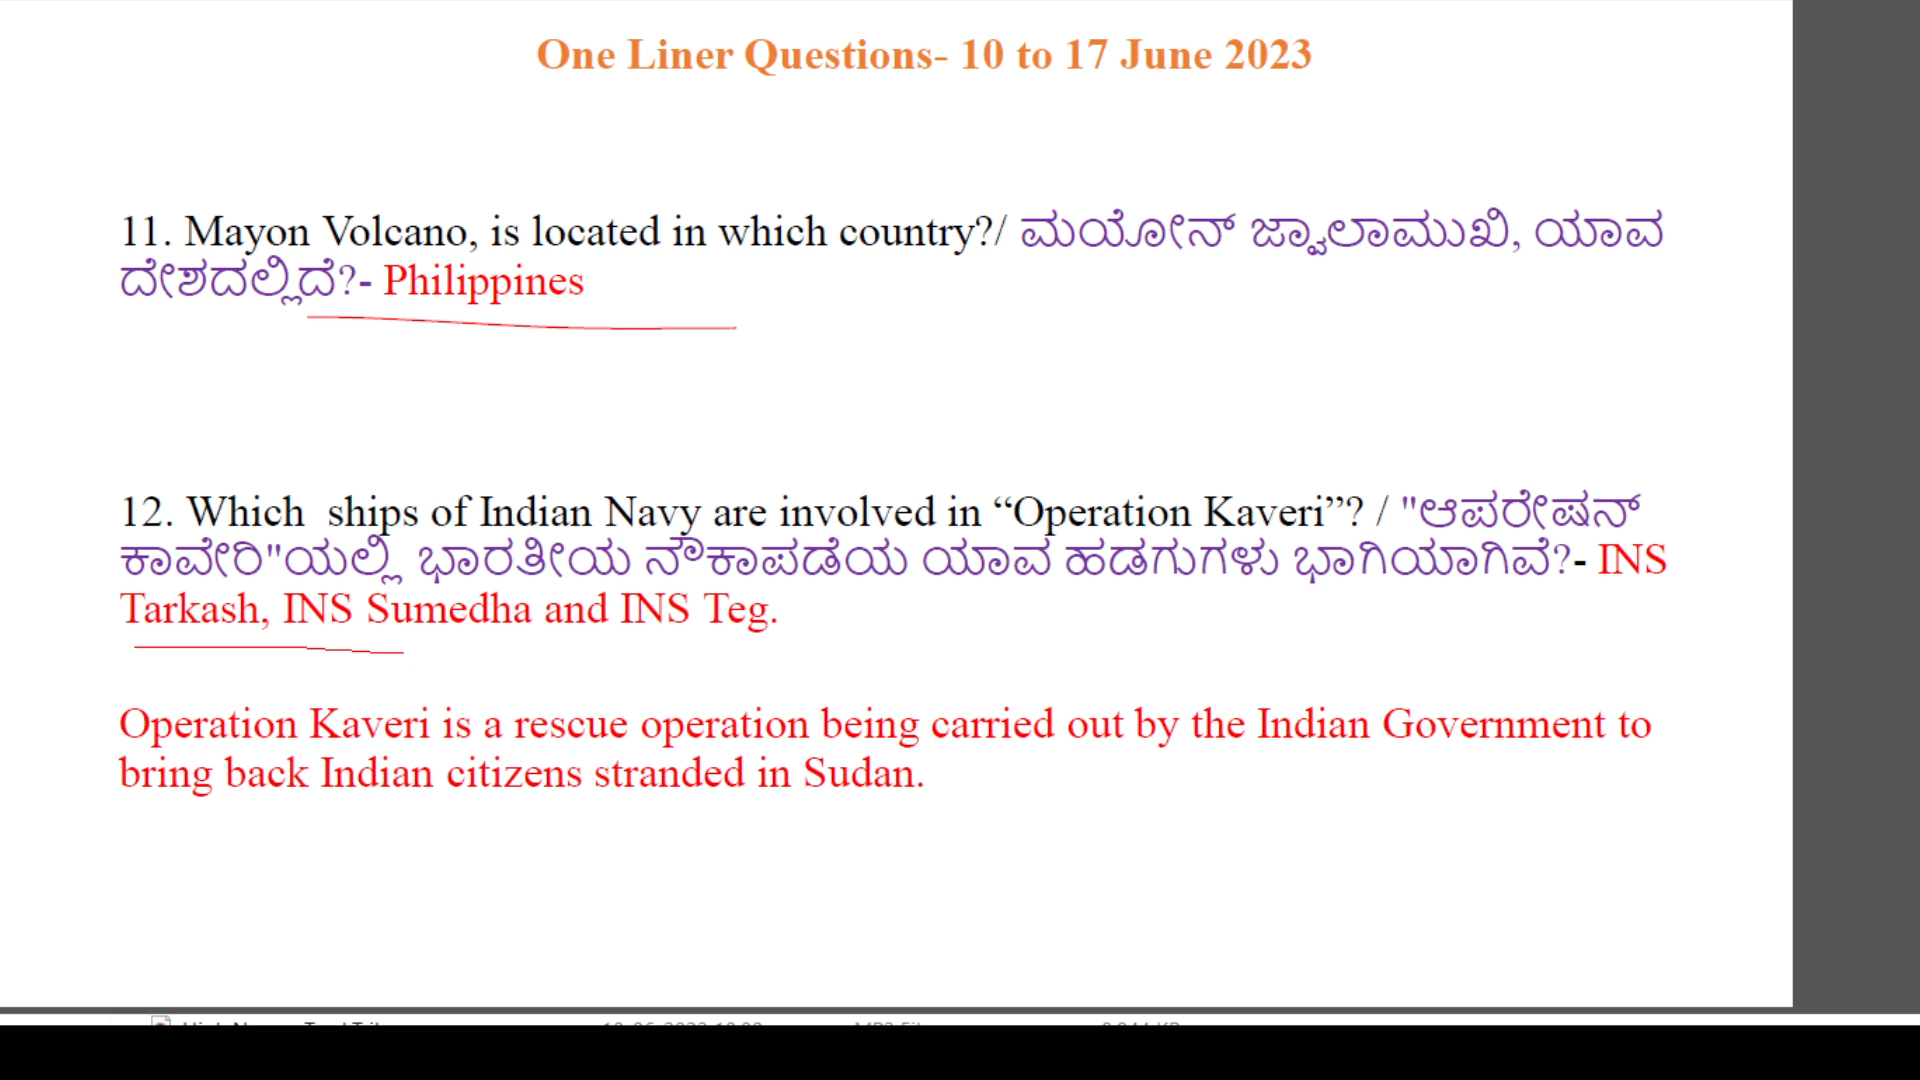 One Liner Questions- 10 to 17 June 2023
11. Mayon Volcano, is located in which country?/ ಮಯೋನ್ ಜ್ವಾಲಾಮುಖಿ, ಯಾವ
ದೇಶದಲ್ಲಿದೆ?- Philippines
12. Which  ships of Indian Navy are involved in “Operation Kaveri”? / "ಆಪರೇಷನ್
ಕಾವೇರಿ"ಯಲ್ಲಿ ಭಾರತೀಯ ನೌಕಾಪಡೆಯ ಯಾವ ಹಡಗುಗಳು ಭಾಗಿಯಾಗಿವೆ?- INS
Tarkash, INS Sumedha and INS Teg.
Operation Kaveri is a rescue operation being carried out by the Indian Government to
bring back Indian citizens stranded in Sudan.